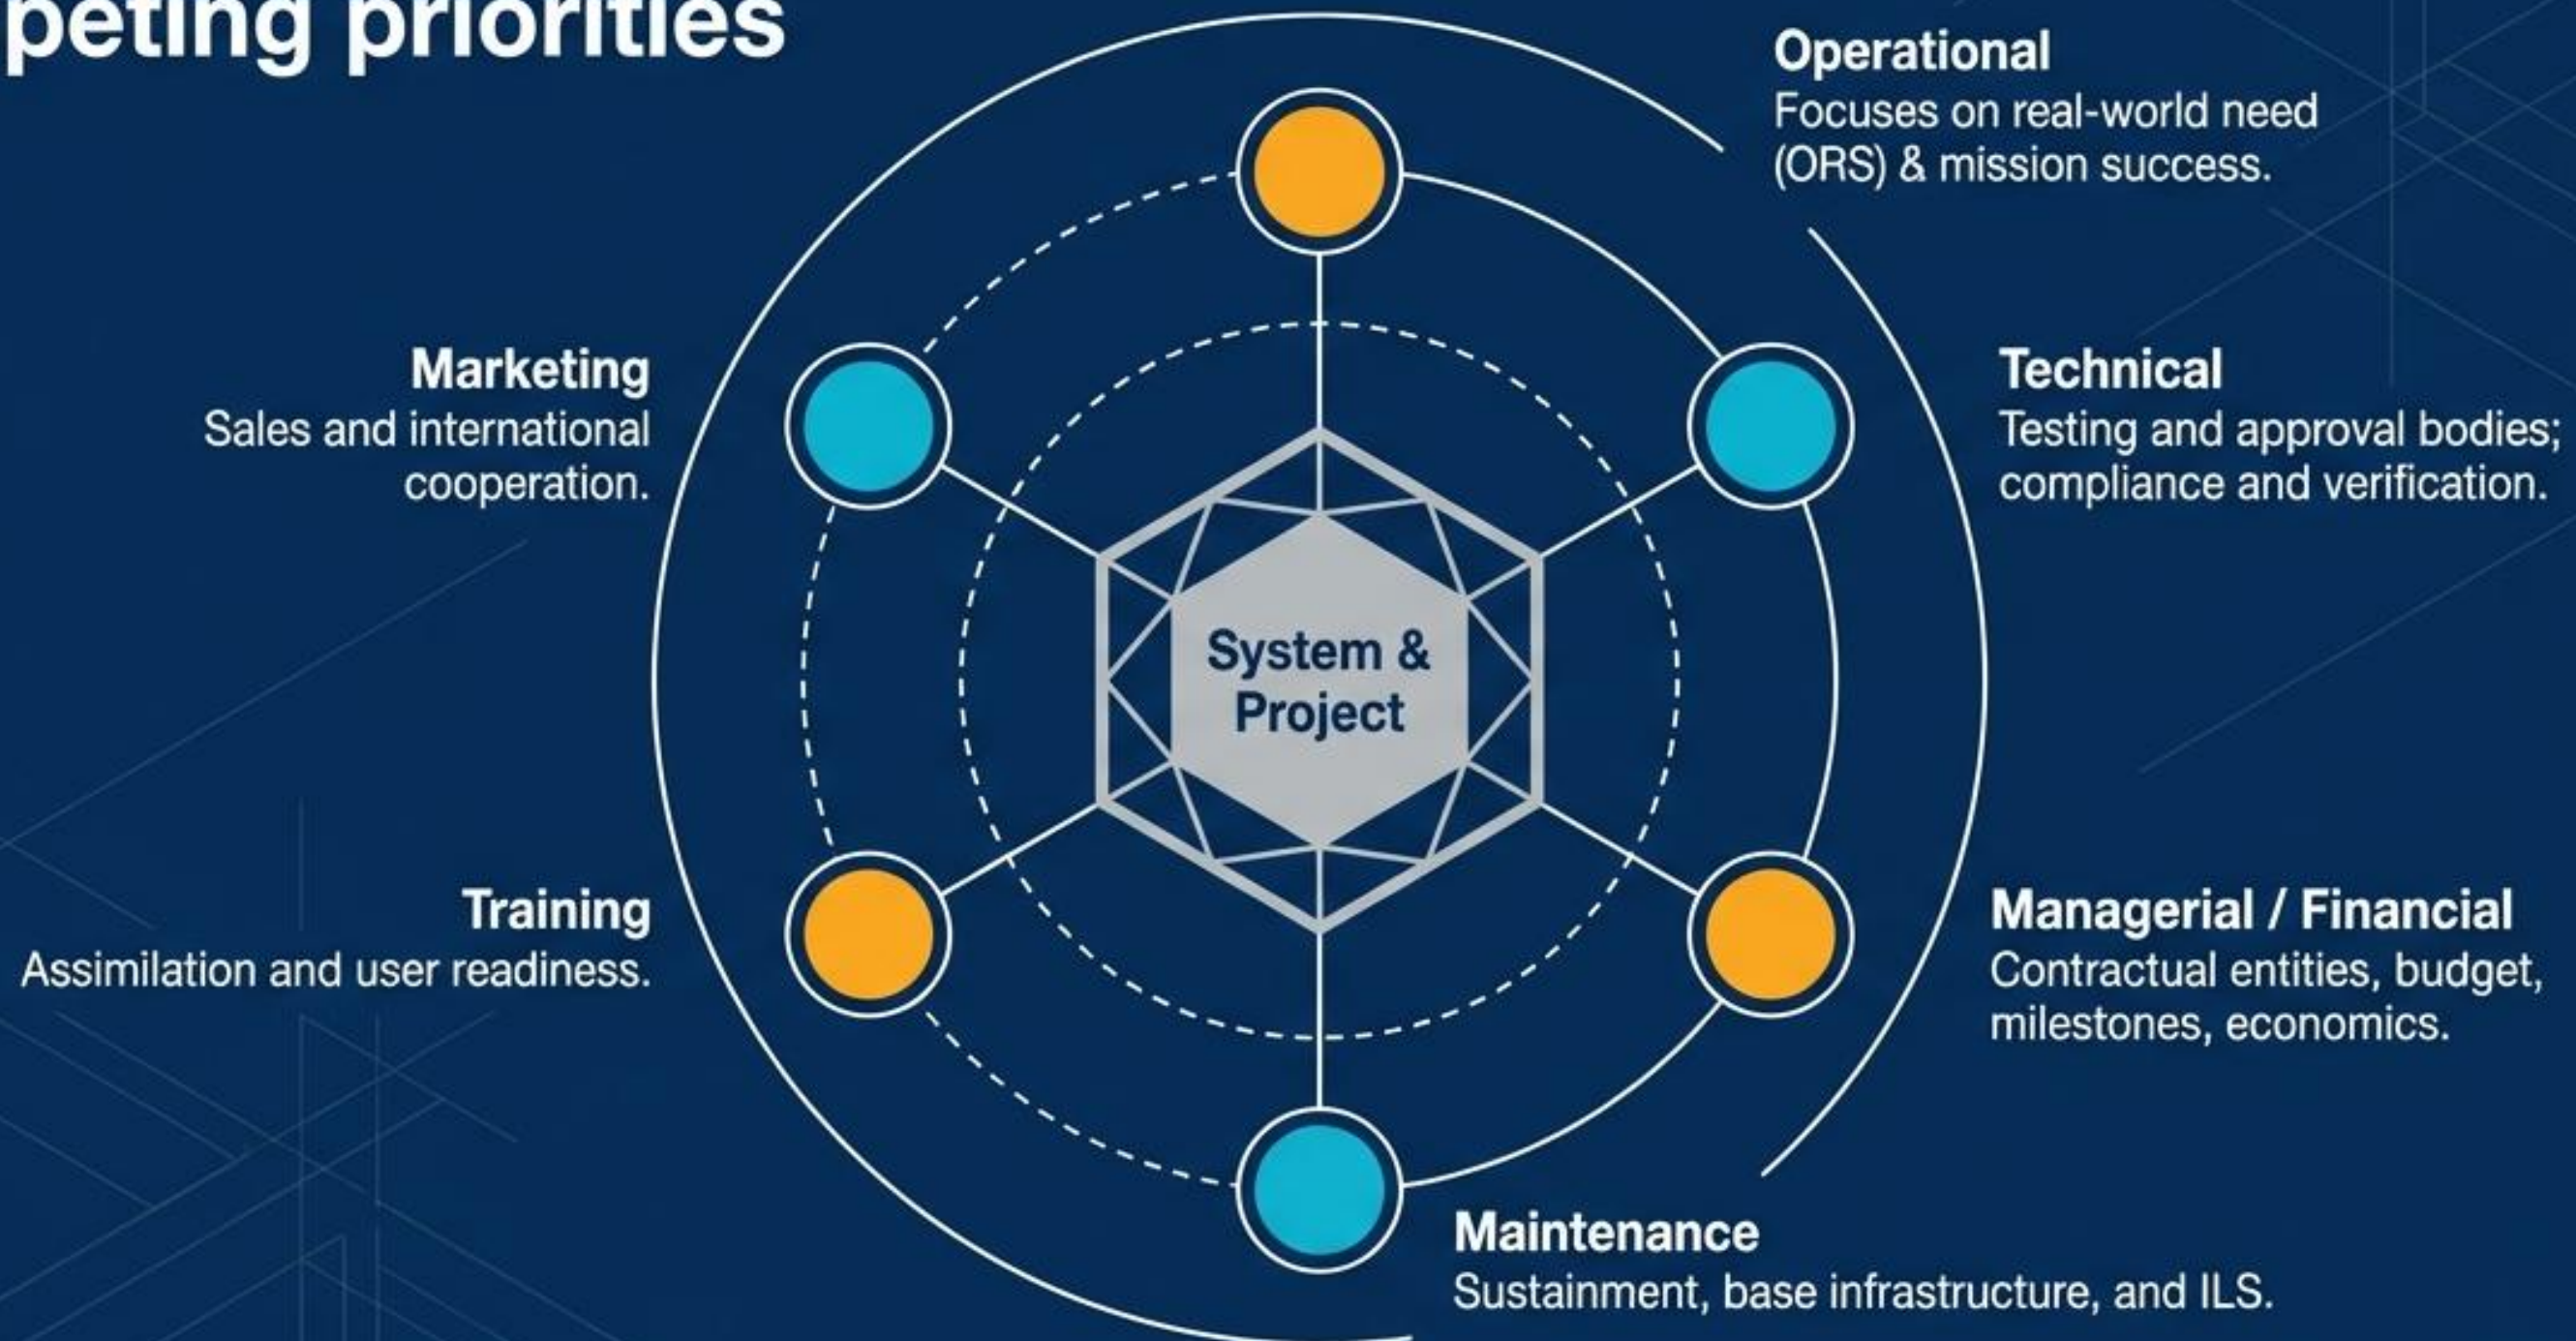 peting priorities
Operational
Focuses on real-world need
(ORS) & mission success.
Marketing
Sales and international
cooperation.
Technical
Testing and approval bodies;
compliance and verification.
System &
Project
Training
Assimilation and user readiness.
Managerial / Financial
Contractual entities, budget,
milestones, economics.
Maintenance
Sustainment, base infrastructure, and ILS.